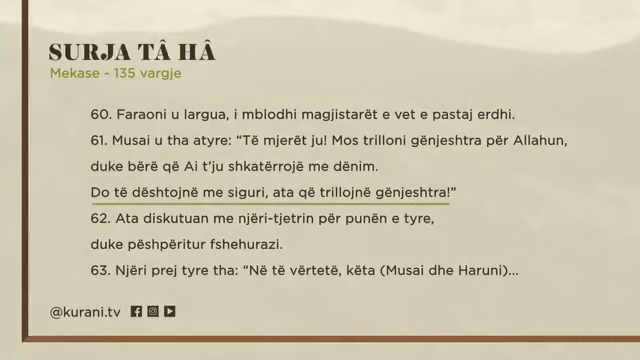 SURJA TÂ HÂ
Mekase - 135 vargje
60. Faraoni u largua, i mblodhi magjistarët e vet e pastaj erdhi.
61. Musai u tha atyre: “Të mjerët ju! Mos trilloni gënjeshtra për Allahun,
duke bërë që Ai t’ju shkatërrojë me dënim.
Do të dështojnë me siguri, ata që trillojnë gënjeshtra!”
62. Ata diskutuan me njëri-tjetrin për punën e tyre,
duke pëshpëritur fshehurazi.
63. Njëri prej tyre tha: “Në të vërtetë, këta (Musai dhe Haruni)...
@kurani.tv